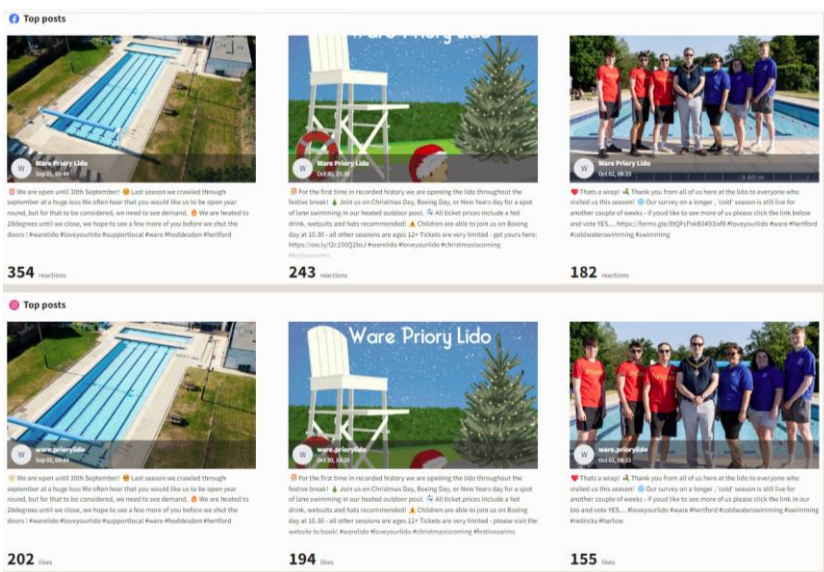 Top posts
Ware Priory Lido
Sep 01, 09:44
⏰ We are open until 30th September! 😢 Last season we crawled through
september at a huge loss We often hear that you would like us to be open year
round, but for that to be considered, we need to see demand. 🔥 We are heated to
28degrees until we close, we hope to see a few more of you before we shut the
doors ! #warelido #loveyourlido #supportlocal #ware #hoddesdon #hertford
354 reactions
Ware Priory Lido
Ware Priory Lido
Oct 30, 15:20
For the first time in recorded history we are opening the lido throughout the
festive break! 🎄 Join us on Christmas Day, Boxing Day, or New Years day for a spot
of lane swimming in our heated outdoor pool. All ticket prices include a hot
drink, wetsuits and hats recommended! ⚠️ Children are able to join us on Boxing
day at 10.30 - all other sessions are ages 12+ Tickets are very limited - get yours here:
#warelido #loveyourlido #christmasiscoming
#festiveswims
243 reactions
Ware Priory Lido
Oct 02, 08:33
❤️ Thats a wrap! Thank you from all of us here at the lido to everyone who
visited us this season! Our survey on a longer , 'cold' season is still live for
another couple of weeks - if youd like to see more of us please click the link below
and vote YES.... #loveyourlido #ware #hertford
#coldwaterswimming #swimming
182 reactions
Top posts
ware.priorylido
Sep 01, 09:44
We are open until 30th September! 😢 Last season we crawled through
september at a huge loss We often hear that you would like us to be open year
round, but for that to be considered, we need to see demand. 🔥 We are heated to
28degrees until we close, we hope to see a few more of you before we shut the
doors ! #warelido #loveyourlido #supportlocal #ware #hoddesdon #hertford
202 likes
Ware Priory Lido
ware.priorylido
Oct 30, 15:20
For the first time in recorded history we are opening the lido throughout the
festive break! 🎄 Join us on Christmas Day, Boxing Day, or New Years day for a spot
of lane swimming in our heated outdoor pool. All ticket prices include a hot
drink, wetsuits and hats recommended! ⚠️ Children are able to join us on Boxing
day at 10.30 - all other sessions are ages 12+ Tickets are very limited - please visit the
website to book! #warelido #loveyourlido #christmasiscoming #festiveswims
194 likes
ware.priorylido
Oct 02, 08:33
❤️ Thats a wrap! Thank you from all of us here at the lido to everyone who
visited us this season! Our survey on a longer , 'cold' season is still live for
another couple of weeks - if youd like to see more of us please click the link in our
bio and vote YES.... #loveyourlido #ware #hertford #coldwaterswimming #swimming
#redricks #harlow
155 likes